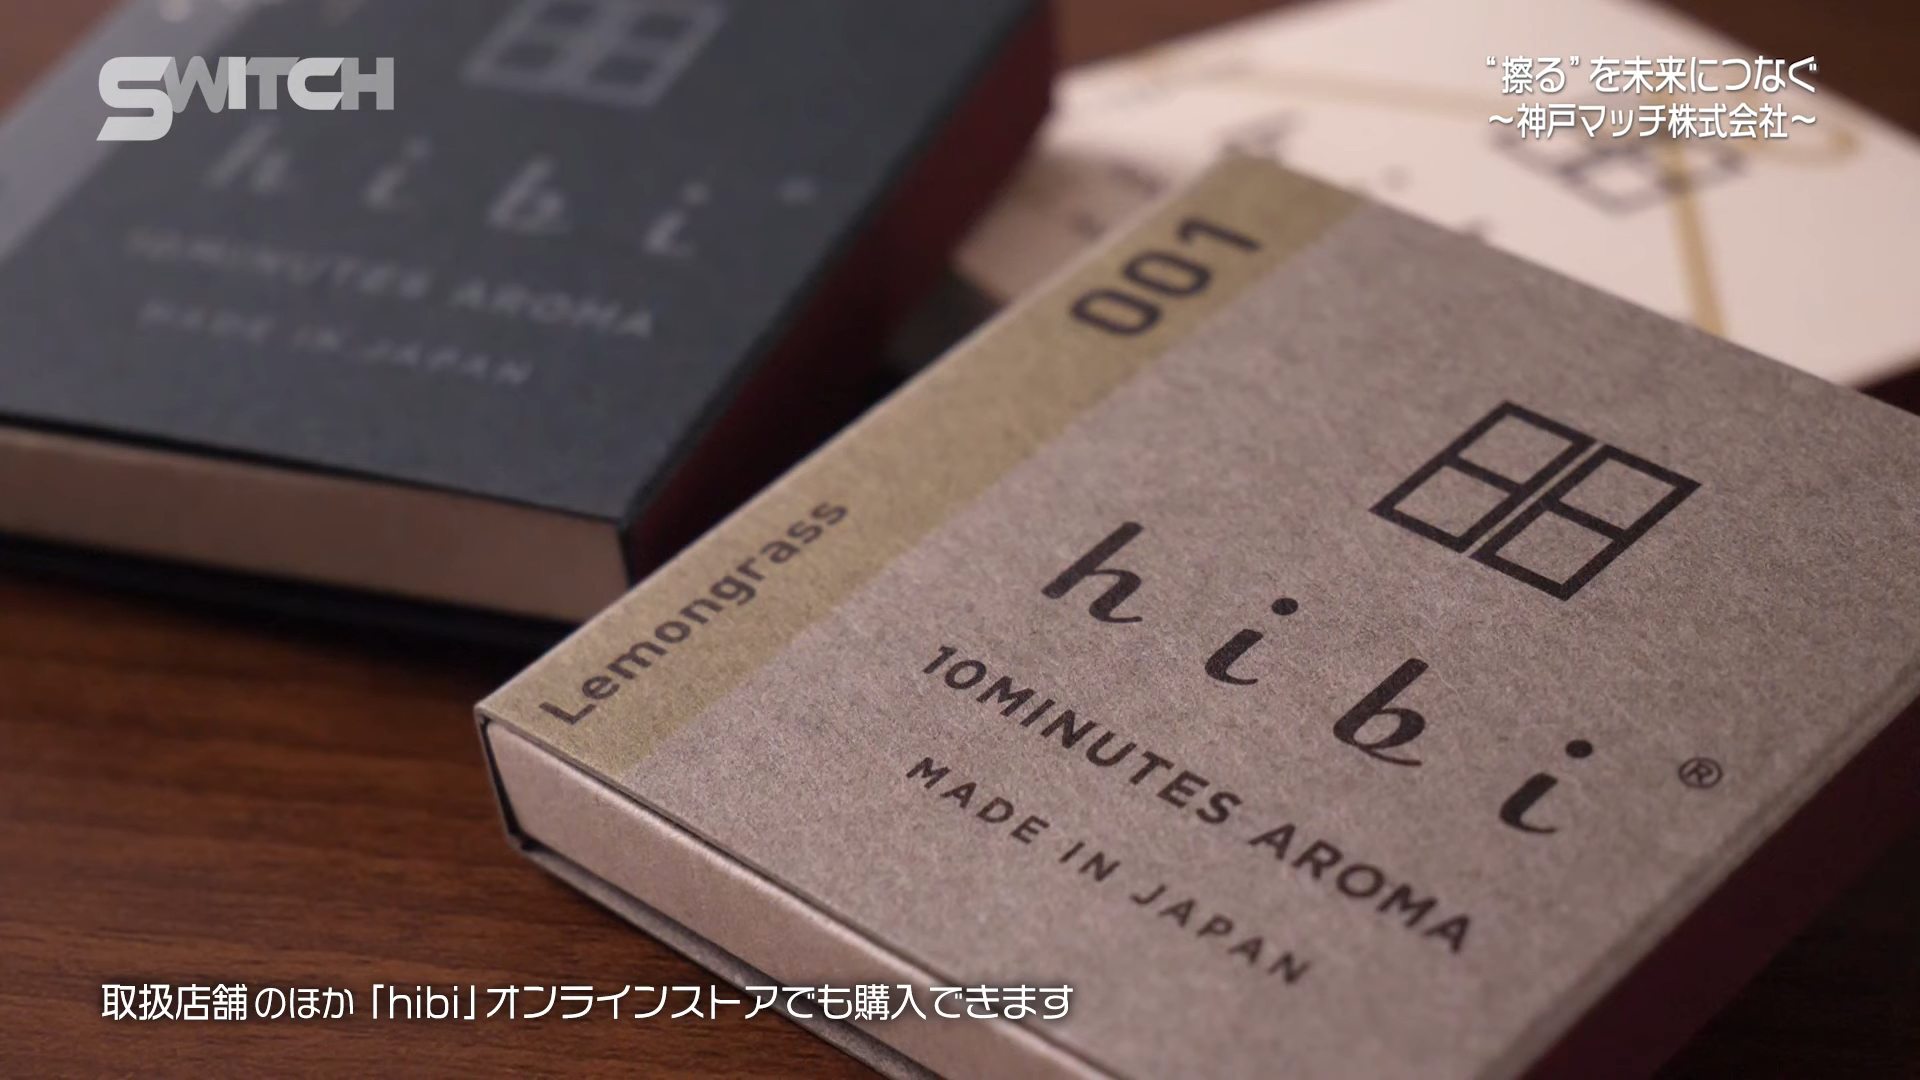 SWITCH
“擦る”を未来につなぐ
～神戸マッチ株式会社～
hibi
10MINUTES AROMA
MADE IN JAPAN
001
Lemongrass
hibi®
10MINUTES AROMA
MADE IN JAPAN
取扱店舗のほか「hibi」オンラインストアでも購入できます